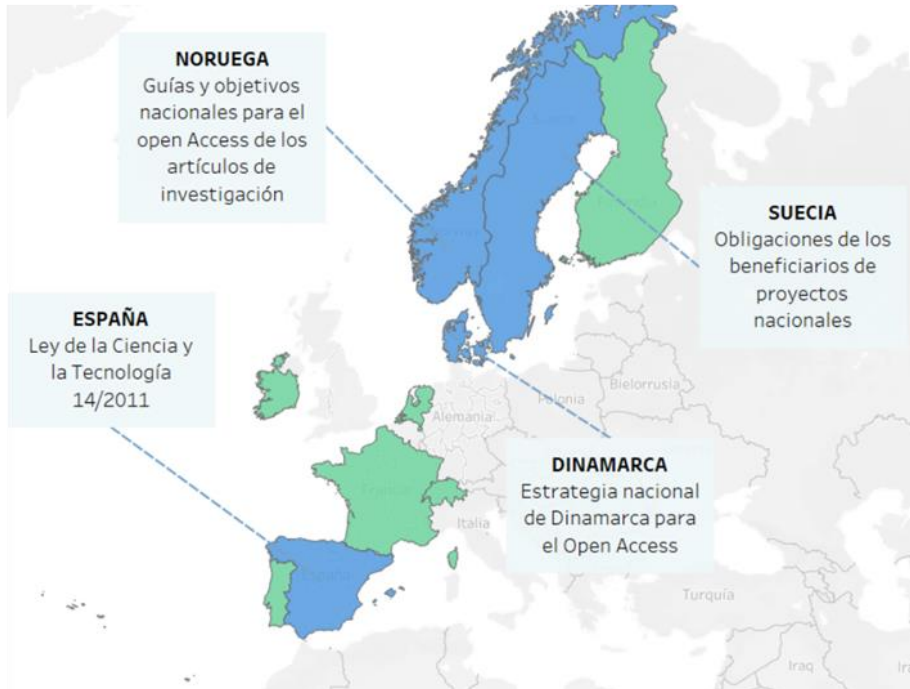 NORUEGA
Guías y objetivos
nacionales para el
open Access de los
artículos de
investigación
SUECIA
Obligaciones de los
beneficiarios de
proyectos
nacionales
ESPAÑA
Ley de la Ciencia y
la Tecnología
14/2011
DINAMARCA
Estrategia nacional
de Dinamarca para
el Open Access
Bielorrusia
Polonia
Alemania
Francia
Italia
España
Turquía
Iraq